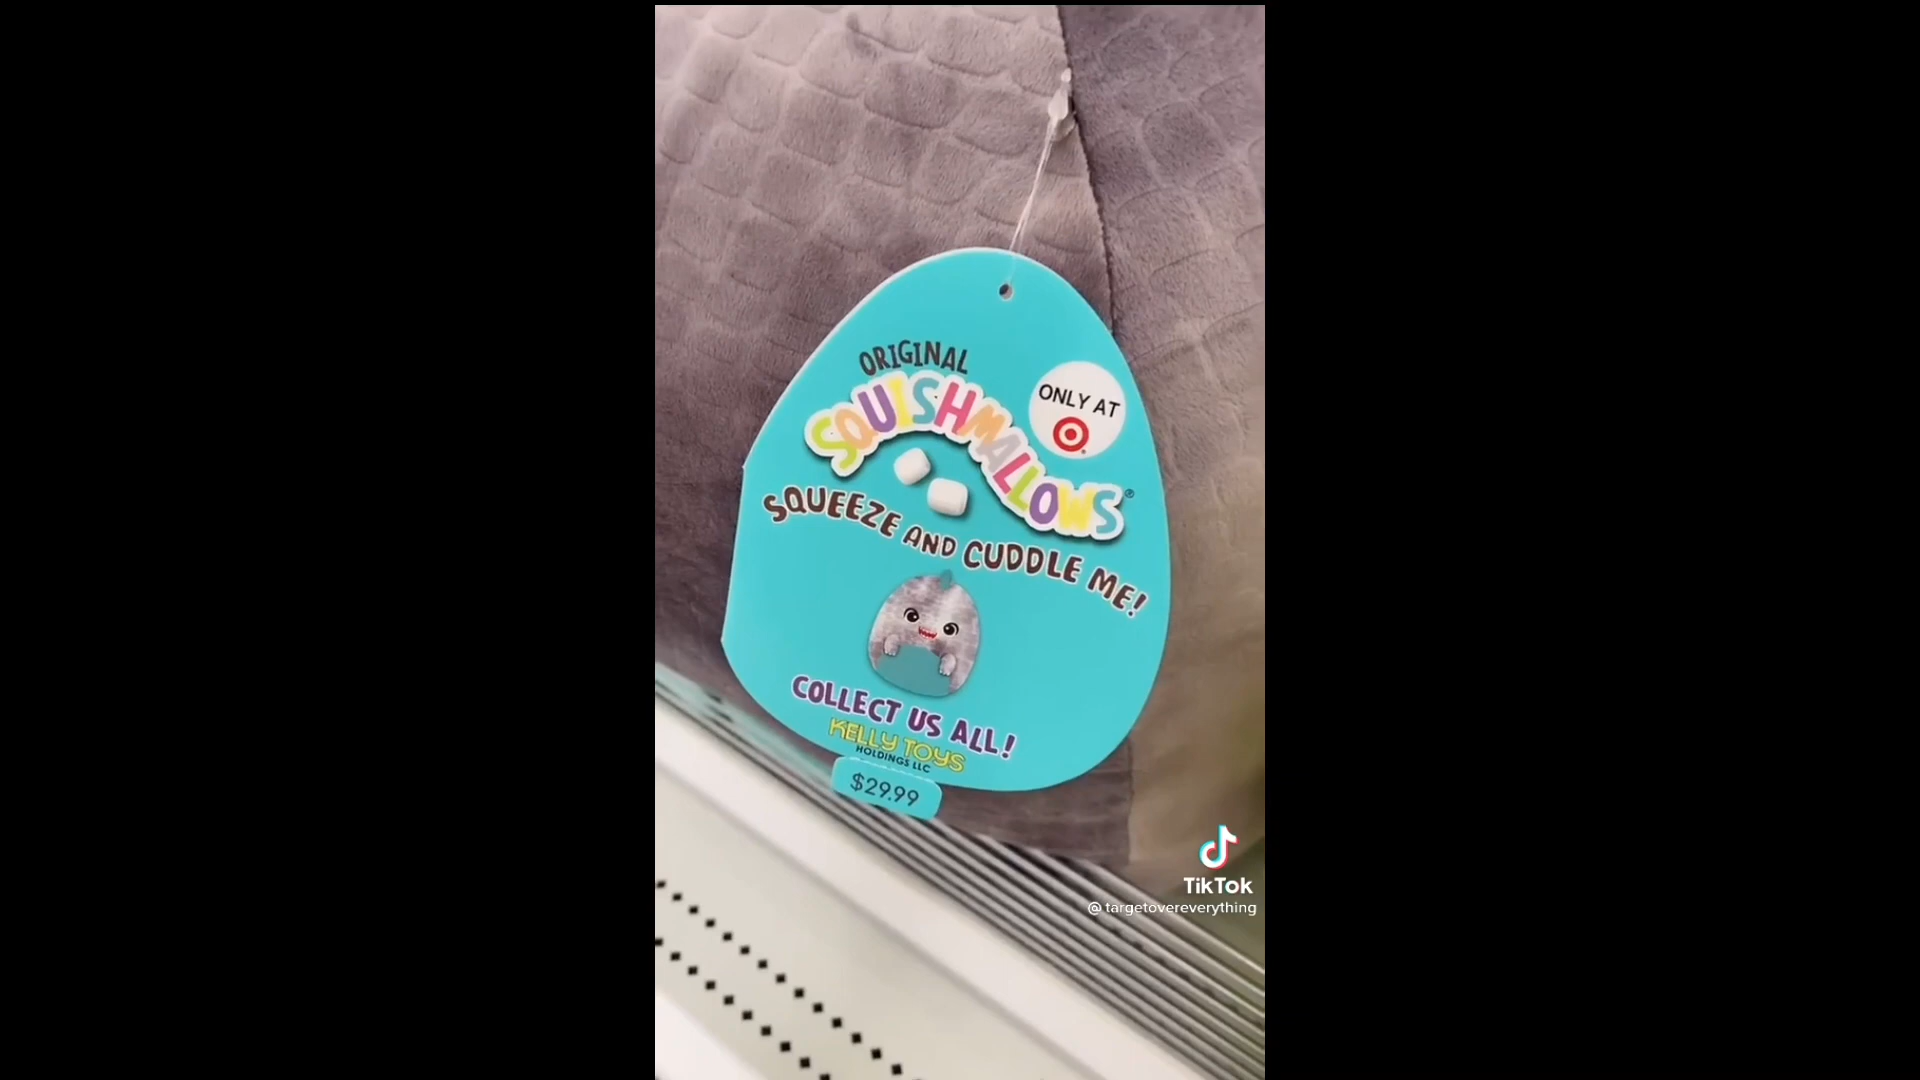 ORIGINAL
SQUISHMALLOWS®
ONLY AT
SQUEEZE AND CUDDLE ME!
COLLECT US ALL!
KELLY TOYS
HOLDINGS LLC
$29.99
TikTok
@targetovereverything